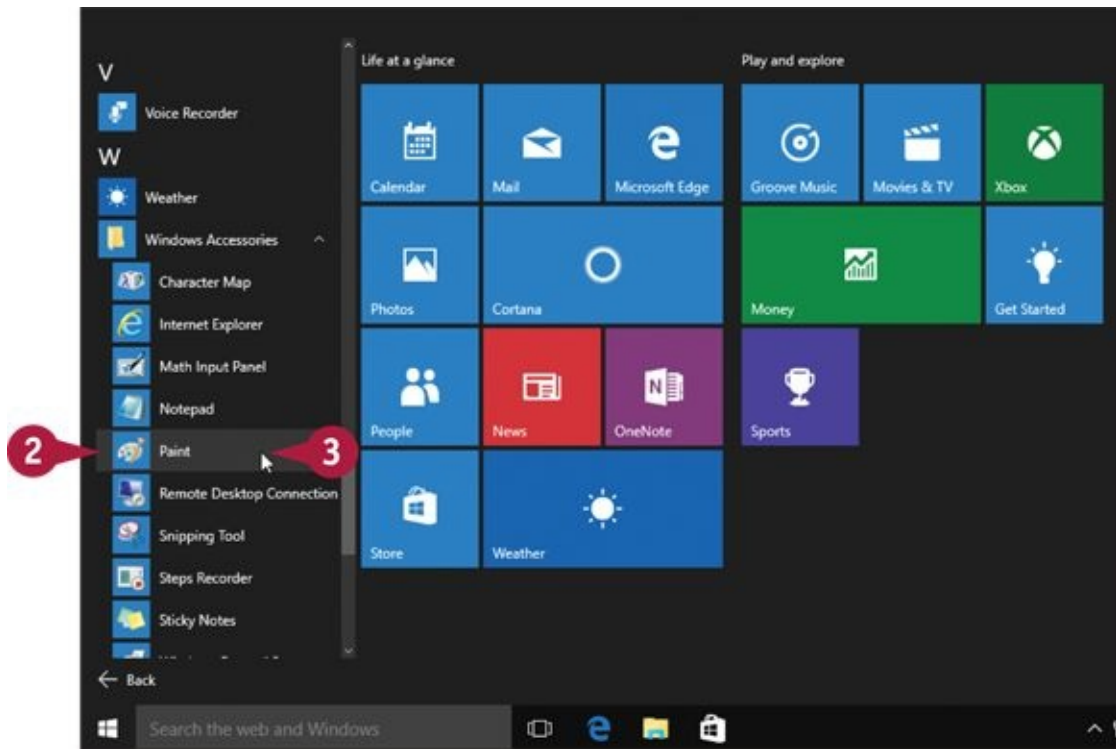 V
Voice Recorder
W
Weather
Windows Accessories
Character Map
Internet Explorer
Math Input Panel
Notepad
2 Paint 3
Remote Desktop Connection
Snipping Tool
Steps Recorder
Sticky Notes
Back
Life at a glance
Calendar
Mail
Microsoft Edge
Photos
Cortana
People
News
N
OneNote
Store
Weather
Play and explore
Groove Music
Movies & TV
Xbox
Money
Get Started
Sports
Search the web and Windows